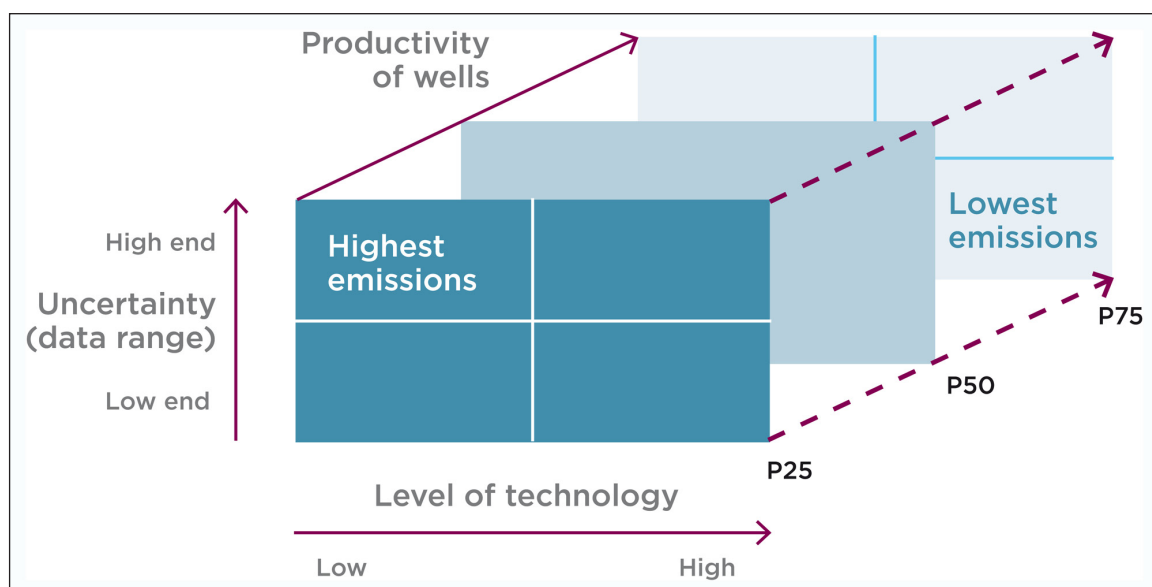 Productivity
of wells
High end
Uncertainty
(data range)
Low end
Highest
emissions
Lowest
emissions
P75
P50
P25
Level of technology
Low
High